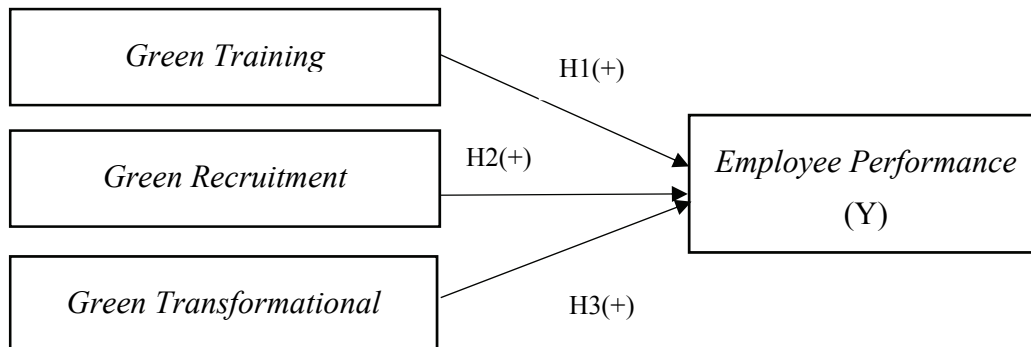 Green Training
H1(+)
Green Recruitment
H2(+)
Employee Performance
(Y)
Green Transformational
H3(+)